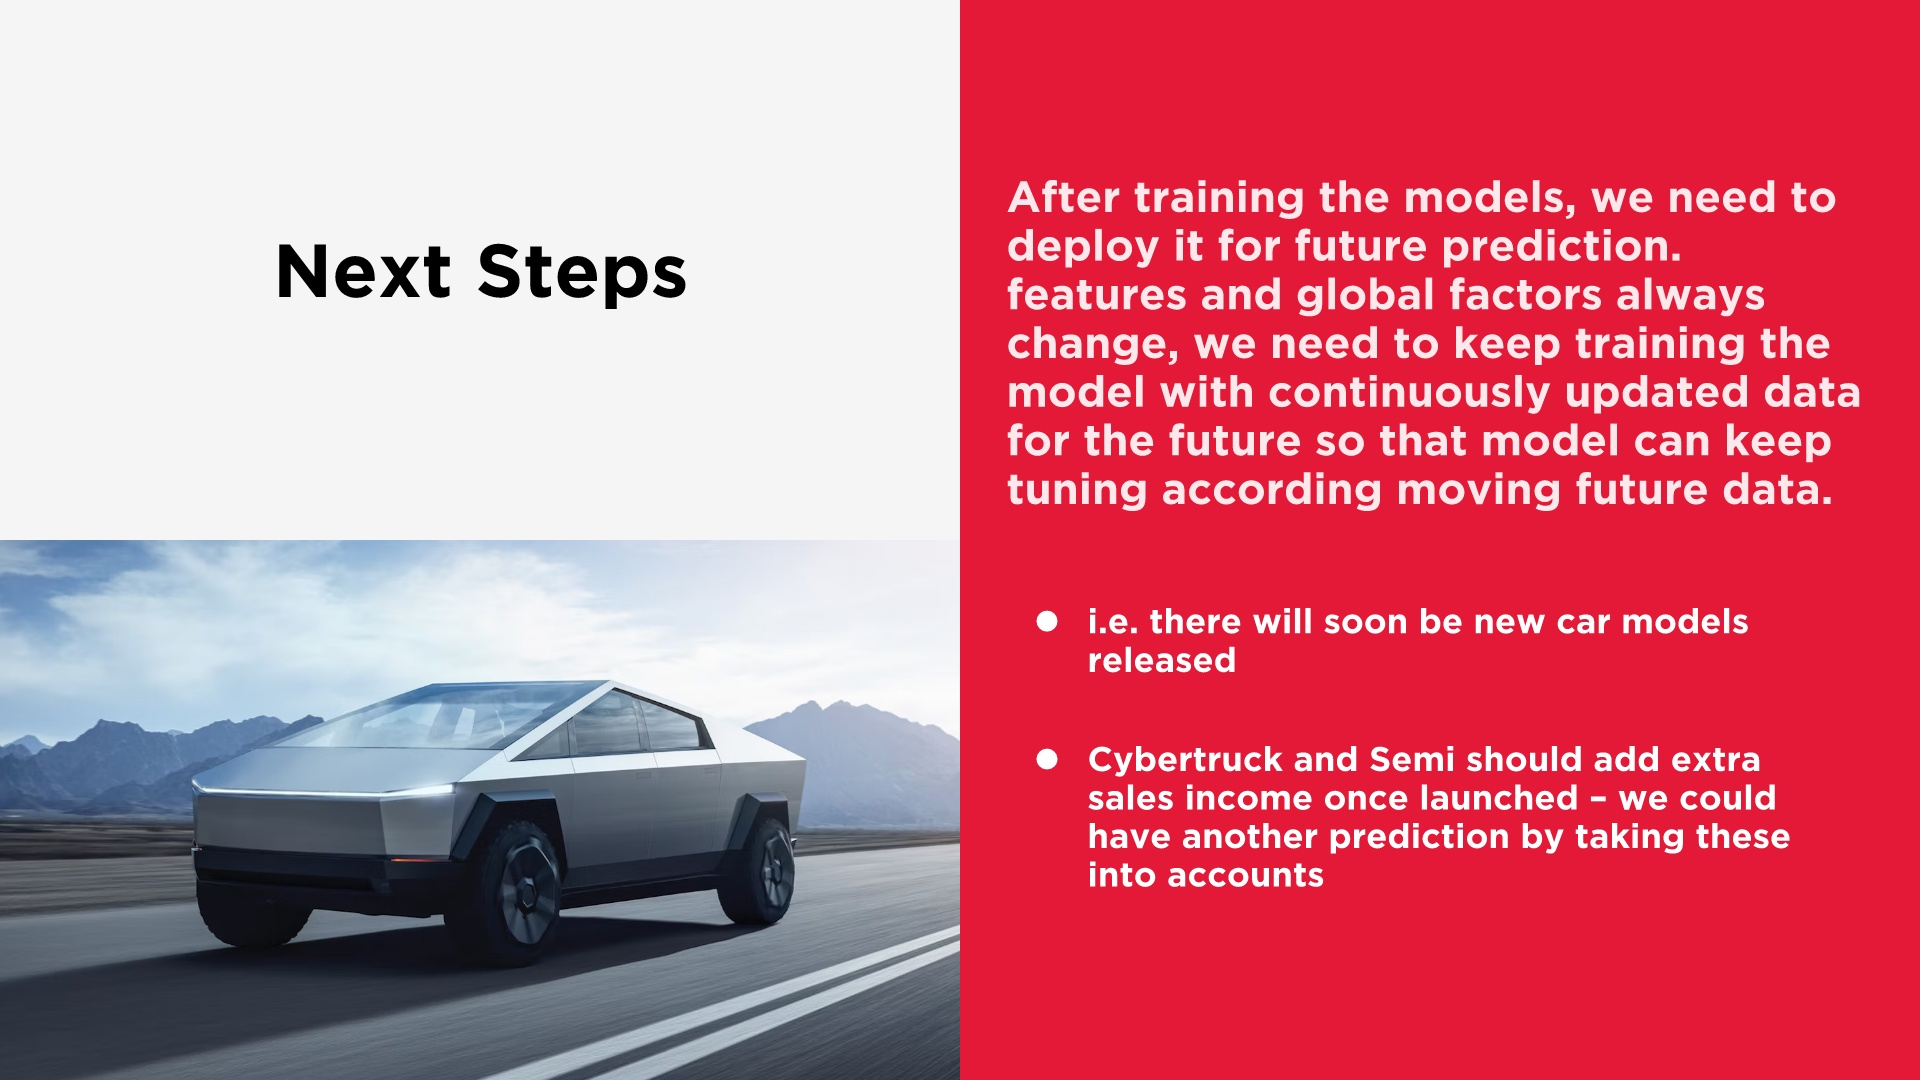 Next Steps
After training the models, we need to
deploy it for future prediction.
features and global factors always
change, we need to keep training the
model with continuously updated data
for the future so that model can keep
tuning according moving future data.
● i.e. there will soon be new car models
released
● Cybertruck and Semi should add extra
sales income once launched – we could
have another prediction by taking these
into accounts